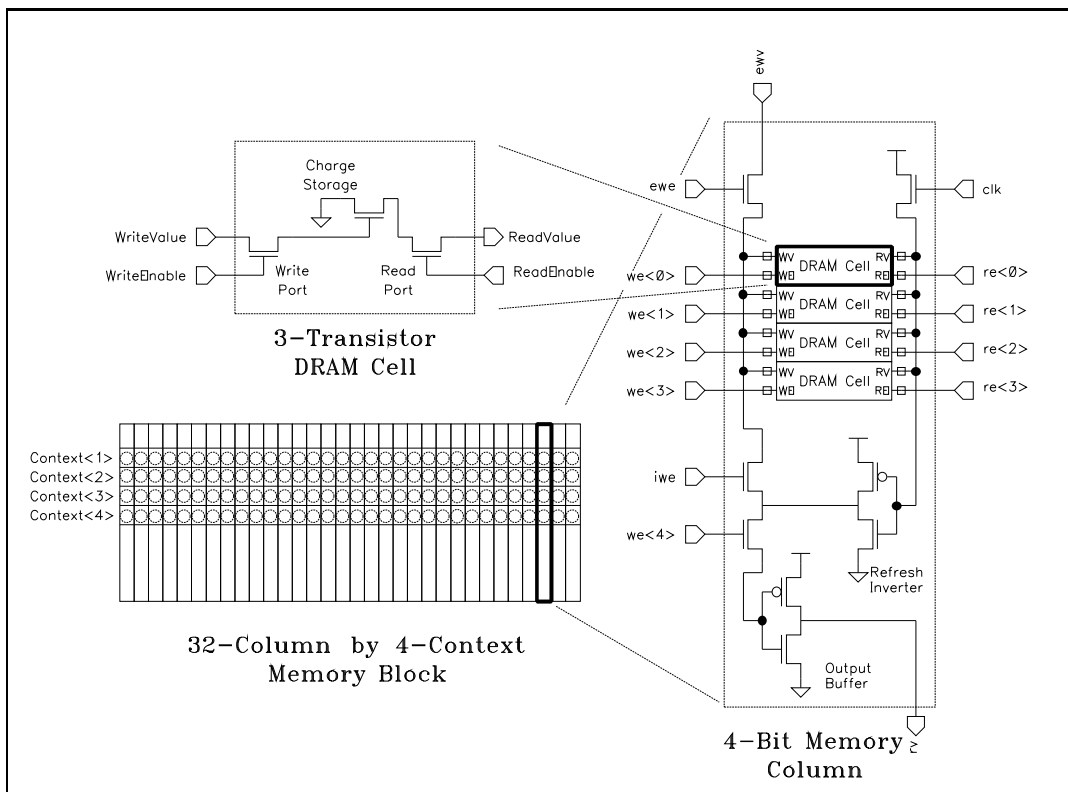 ewv
ewe
clk
Charge
Storage
WriteValue
ReadValue
WriteEnable
ReadEnable
Write
Port
Read
Port
3-Transistor
DRAM Cell
WV
DRAM Cell
RV
we<0>
WE
RE
re<0>
WV
DRAM Cell
RV
we<1>
WE
RE
re<1>
WV
DRAM Cell
RV
we<2>
WE
RE
re<2>
WV
DRAM Cell
RV
we<3>
WE
RE
re<3>
Context<1>
Context<2>
Context<3>
Context<4>
iwe
we<4>
Refresh
Inverter
Output
Buffer
32-Column by 4-Context
Memory Block
4-Bit Memory
Column